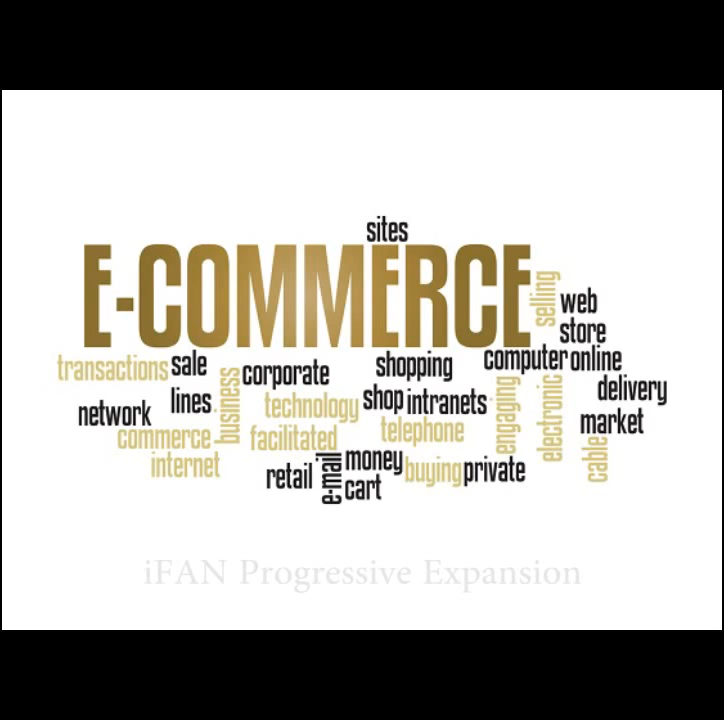 sites
E-COMMERCE
selling
web
store
transactions
sale
corporate
shopping
computer
online
business
lines
technology
shop
intranets
engaging
electronic
delivery
network
commerce
facilitated
telephone
market
internet
retail
e-mail
money
cart
buying
private
cable
iFAN Progressive Expansion